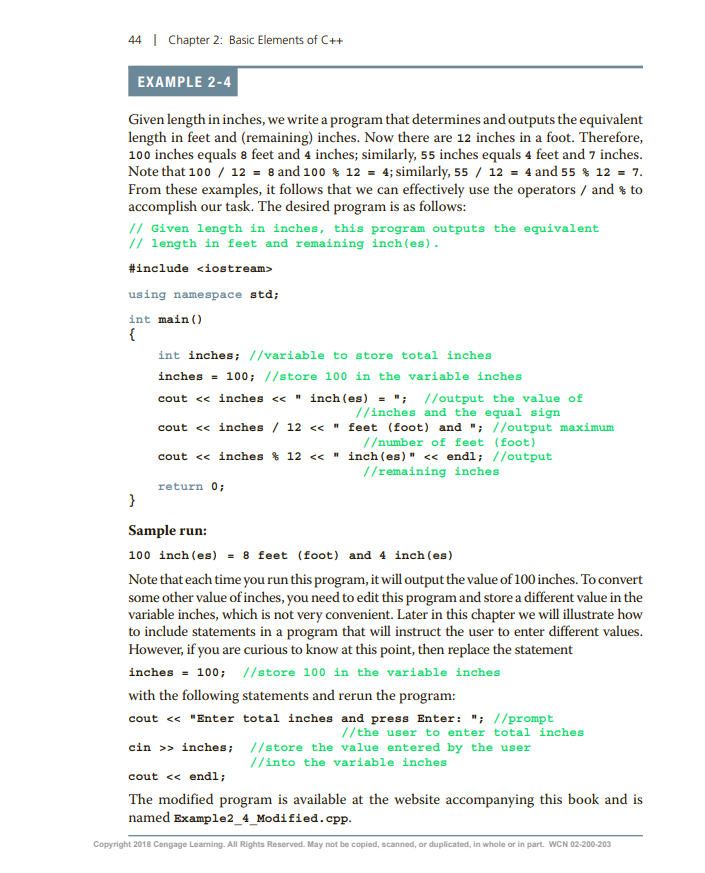 44 | Chapter 2: Basic Elements of C++
EXAMPLE 2-4
Given length in inches, we write a program that determines and outputs the equivalent
length in feet and (remaining) inches. Now there are 12 inches in a foot. Therefore,
100 inches equals 8 feet and 4 inches; similarly, 55 inches equals 4 feet and 7 inches.
Note that 100 / 12 = 8 and 100 % 12 = 4; similarly, 55 / 12 = 4 and 55 % 12 = 7.
From these examples, it follows that we can effectively use the operators / and % to
accomplish our task. The desired program is as follows:
// Given length in inches, this program outputs the equivalent
// length in feet and remaining inch(es).
#include <iostream>
using namespace std;
int main()
{
    int inches; //variable to store total inches
    inches = 100; //store 100 in the variable inches
    cout << inches << " inch(es) = ";  //output the value of
                              //inches and the equal sign
    cout << inches / 12 << " feet (foot) and "; //output maximum
                               //number of feet (foot)
    cout << inches % 12 << " inch(es)" << endl; //output
                               //remaining inches
    return 0;
}
Sample run:
100 inch(es) = 8 feet (foot) and 4 inch(es)
Note that each time you run this program, it will output the value of 100 inches. To convert
some other value of inches, you need to edit this program and store a different value in the
variable inches, which is not very convenient. Later in this chapter we will illustrate how
to include statements in a program that will instruct the user to enter different values.
However, if you are curious to know at this point, then replace the statement
inches = 100;  //store 100 in the variable inches
with the following statements and rerun the program:
cout << "Enter total inches and press Enter: "; //prompt
                            //the user to enter total inches
cin >> inches;  //store the value entered by the user
                //into the variable inches
cout << endl;
The modified program is available at the website accompanying this book and is
named Example2_4_Modified.cpp.
Copyright 2018 Cengage Learning. All Rights Reserved. May not be copied, scanned, or duplicated, in whole or in part. WCN 02-200-203